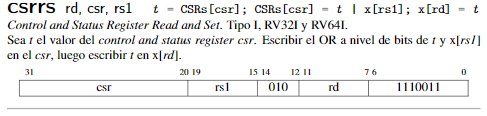 csrrs rd, csr, rs1 t = CSRs[csr]; CSRs[csr] = t | x[rs1]; x[rd] = t
Control and Status Register Read and Set. Tipo I, RV32I y RV64I.
Sea t el valor del control and status register csr. Escribir el OR a nivel de bits de t y x[rs1]
en el csr, luego escribir t en x[rd].
31 20 19 15 14 12 11 7 6 0
csr rs1 010 rd 1110011